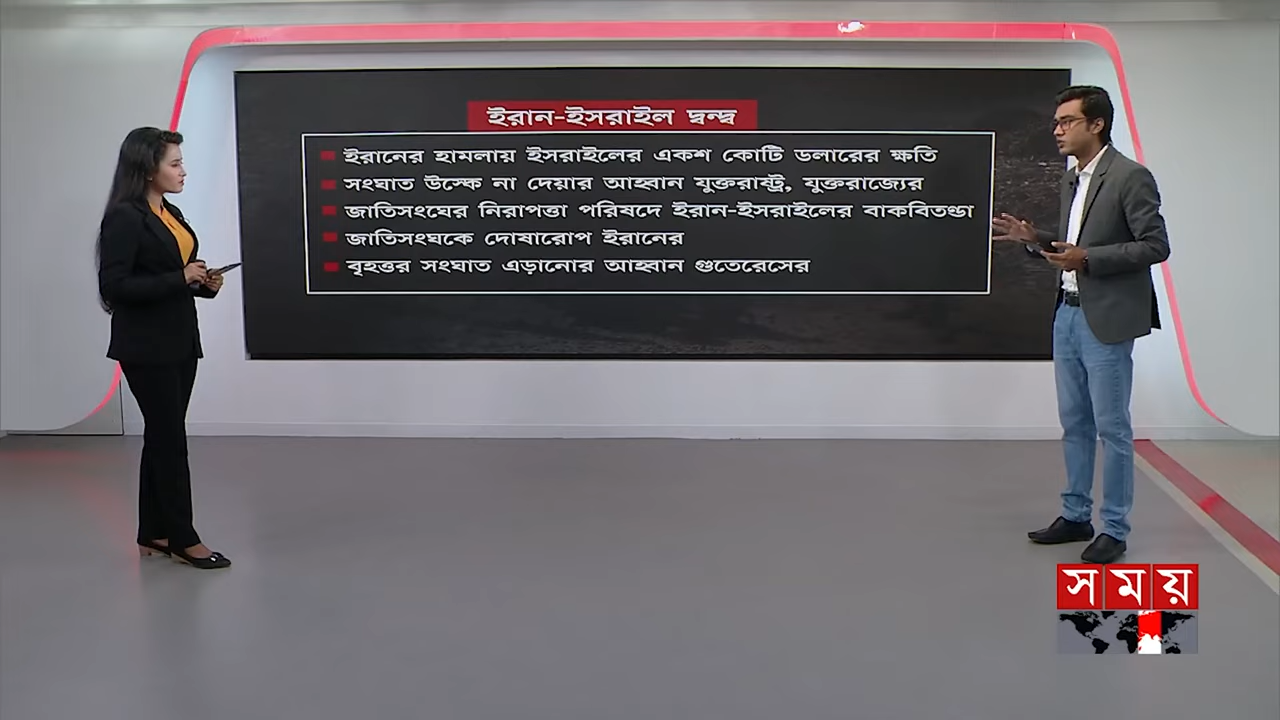 ইরান-ইসরাইল দ্বন্দ্ব
ইরানের হামলায় ইসরাইলের একশ কোটি ডলারের ক্ষতি
সংঘাত উস্কে না দেয়ার আহ্বান যুক্তরাষ্ট্র, যুক্তরাজ্যের
জাতিসংঘের নিরাপত্তা পরিষদে ইরান-ইসরাইলের বাকবিতণ্ডা
জাতিসংঘকে দোষারোপ ইরানের
বৃহত্তর সংঘাত এড়ানোর আহ্বান গুতেরেসের
সময়